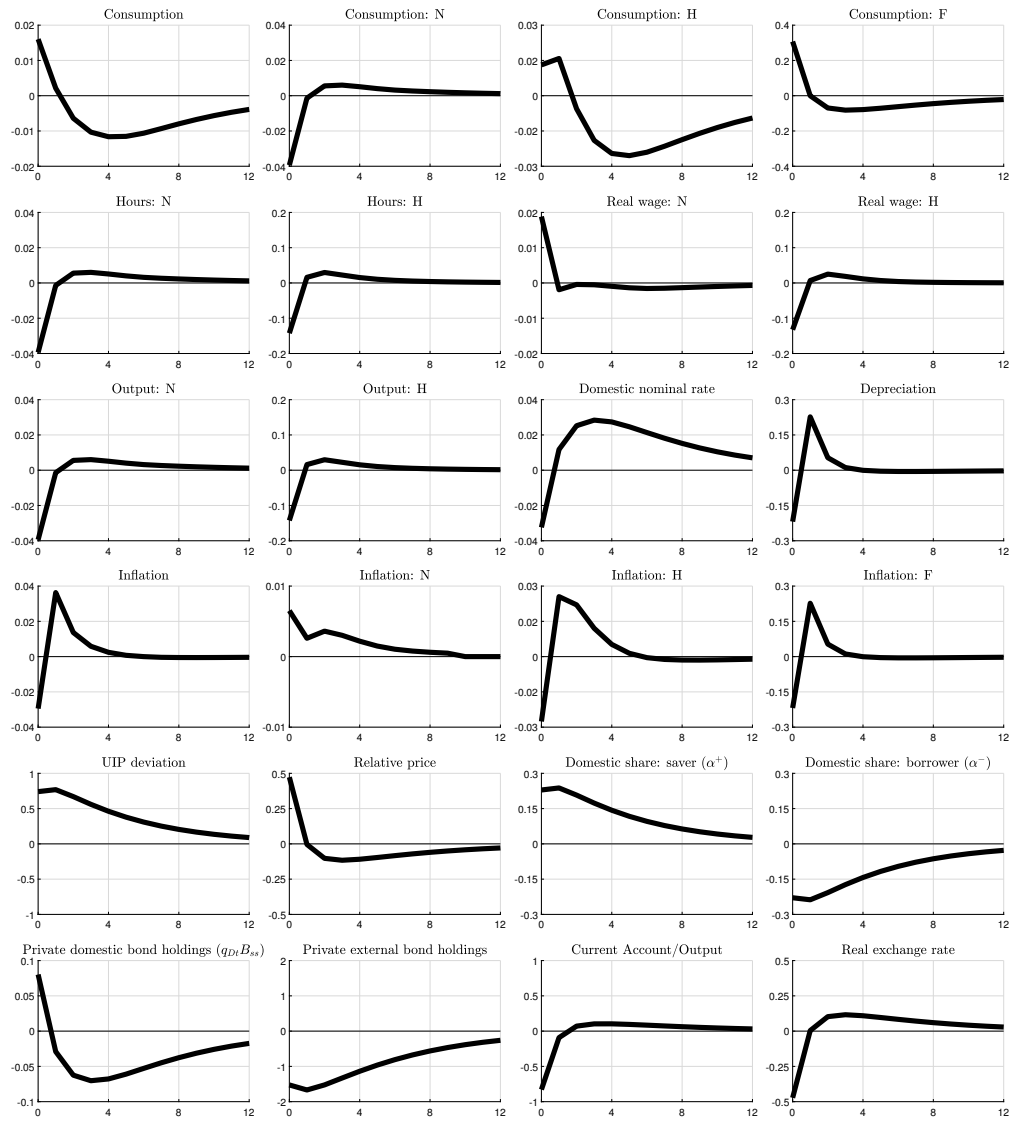 Consumption Consumption: N Consumption: H Consumption: F
0.02 0.04 0.03 0.4
0.01 0.02 0.02 0.2
0 0 0 0
-0.01 -0.02 -0.02 -0.2
-0.02 -0.04 -0.03 -0.4
0 4 8 12 0 4 8 12 0 4 8 12 0 4 8 12
Hours: N Hours: H Real wage: N Real wage: H
0.04 0.2 0.02 0.2
0.02 0.1 0.01 0.1
0 0 0 0
-0.02 -0.1 -0.01 -0.1
-0.04 -0.2 -0.02 -0.2
0 4 8 12 0 4 8 12 0 4 8 12 0 4 8 12
Output: N Output: H Domestic nominal rate Depreciation
0.04 0.2 0.04 0.3
0.02 0.1 0.02 0.15
0 0 0 0
-0.02 -0.1 -0.02 -0.15
-0.04 -0.2 -0.04 -0.3
0 4 8 12 0 4 8 12 0 4 8 12 0 4 8 12
Inflation Inflation: N Inflation: H Inflation: F
0.04 0.01 0.03 0.3
0.02 0.02 0.15
0 0 0 0
-0.02 -0.02 -0.15
-0.04 -0.01 -0.03 -0.3
0 4 8 12 0 4 8 12 0 4 8 12 0 4 8 12
UIP deviation Relative price Domestic share: saver (α⁺) Domestic share: borrower (α⁻)
1 0.5 0.3 0.3
0.5 0.25 0.15 0.15
0 0 0 0
-0.5 -0.25 -0.15 -0.15
-1 -0.5 -0.3 -0.3
0 4 8 12 0 4 8 12 0 4 8 12 0 4 8 12
Private domestic bond holdings (q_{Dt}B_{ss}) Private external bond holdings Current Account/Output Real exchange rate
0.1 2 1 0.5
0.05 1 0.5 0.25
0 0 0 0
-0.05 -1 -0.5 -0.25
-0.1 -2 -1 -0.5
0 4 8 12 0 4 8 12 0 4 8 12 0 4 8 12